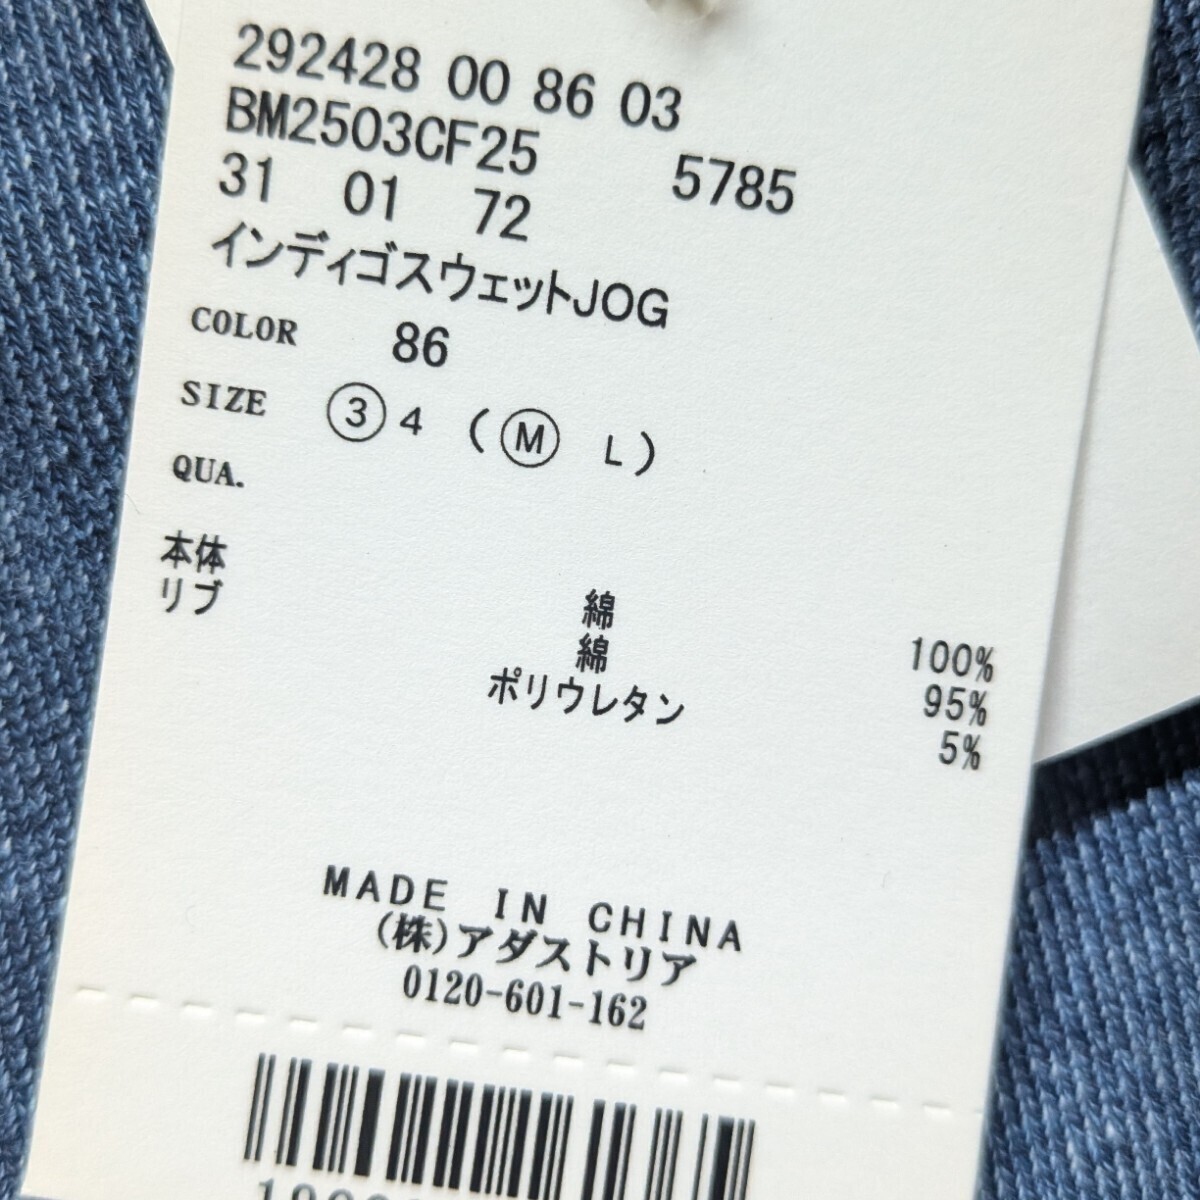 292428 00 86 03
BM2503CF25 5785
31 01 72
インディゴスウェットJOG
COLOR 86
SIZE ③ 4 ( Ⓜ L )
QUA.
本体 綿 100%
リブ 綿 95%
ポリウレタン 5%
MADE IN CHINA
(株)アダストリア
0120-601-162